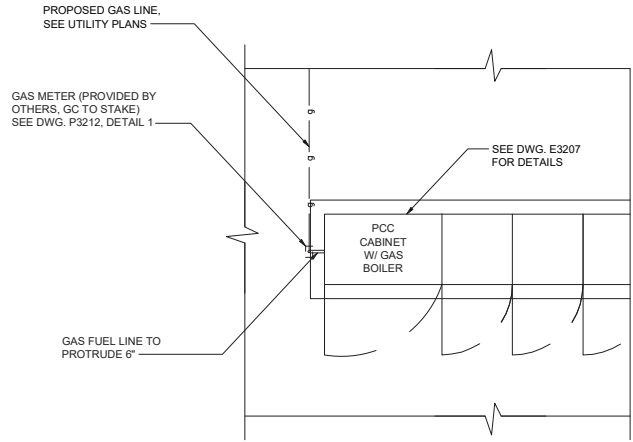 PROPOSED GAS LINE,
SEE UTILITY PLANS
GAS METER (PROVIDED BY
OTHERS, GC TO STAKE)
SEE DWG. P3212, DETAIL 1
g
g
g
SEE DWG. E3207
FOR DETAILS
PCC
CABINET
W/ GAS
BOILER
GAS FUEL LINE TO
PROTRUDE 6"